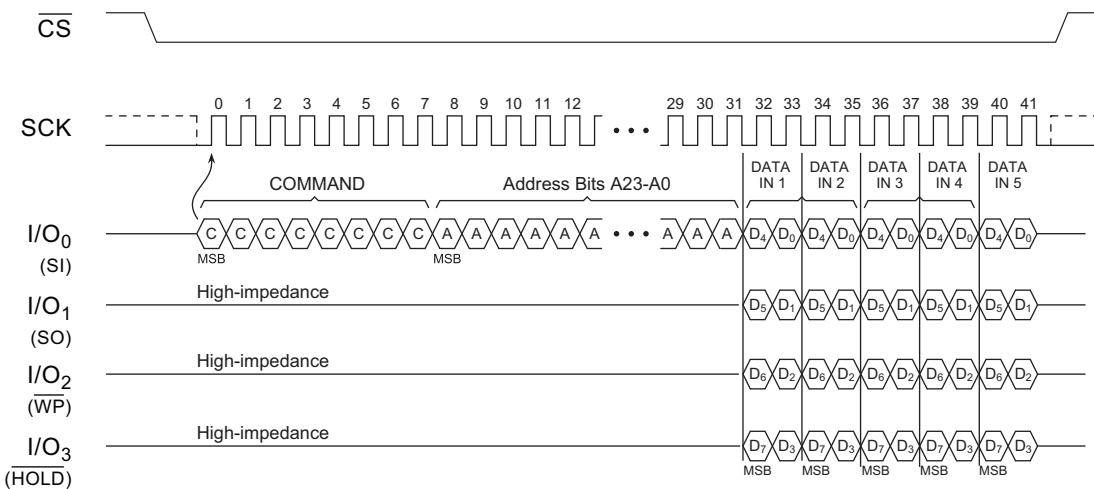 CS
0 1 2 3 4 5 6 7 8 9 10 11 12 29 30 31 32 33 34 35 36 37 38 39 40 41
SCK • • •
DATA IN 1 DATA IN 2 DATA IN 3 DATA IN 4 DATA IN 5
COMMAND Address Bits A23-A0
I/O0 C C C C C C C C A A A A A • • • A A A D4 D0 D4 D0 D4 D0 D4 D0 D4 D0
(SI) MSB MSB
High-impedance
I/O1 D5 D1 D5 D1 D5 D1 D5 D1 D5 D1
(SO)
High-impedance
I/O2 D6 D2 D6 D2 D6 D2 D6 D2 D6 D2
(WP)
High-impedance
I/O3 D7 D3 D7 D3 D7 D3 D7 D3 D7 D3
(HOLD) MSB MSB MSB MSB MSB